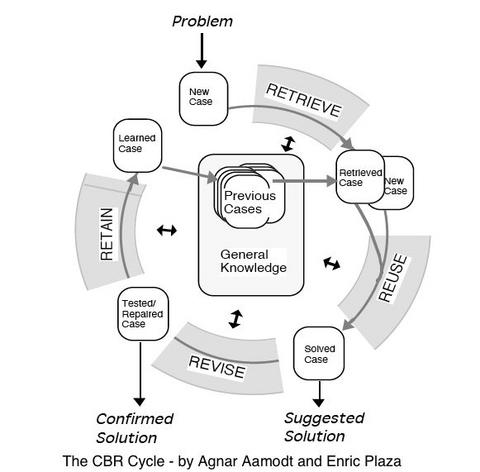 Problem
New
Case
RETRIEVE
Learned
Case
Retrieved
Case
New
Case
Previous
Cases
General
Knowledge
RETAIN
REUSE
Tested/
Repaired
Case
REVISE
Solved
Case
Confirmed
Solution
Suggested
Solution
The CBR Cycle - by Agnar Aamodt and Enric Plaza